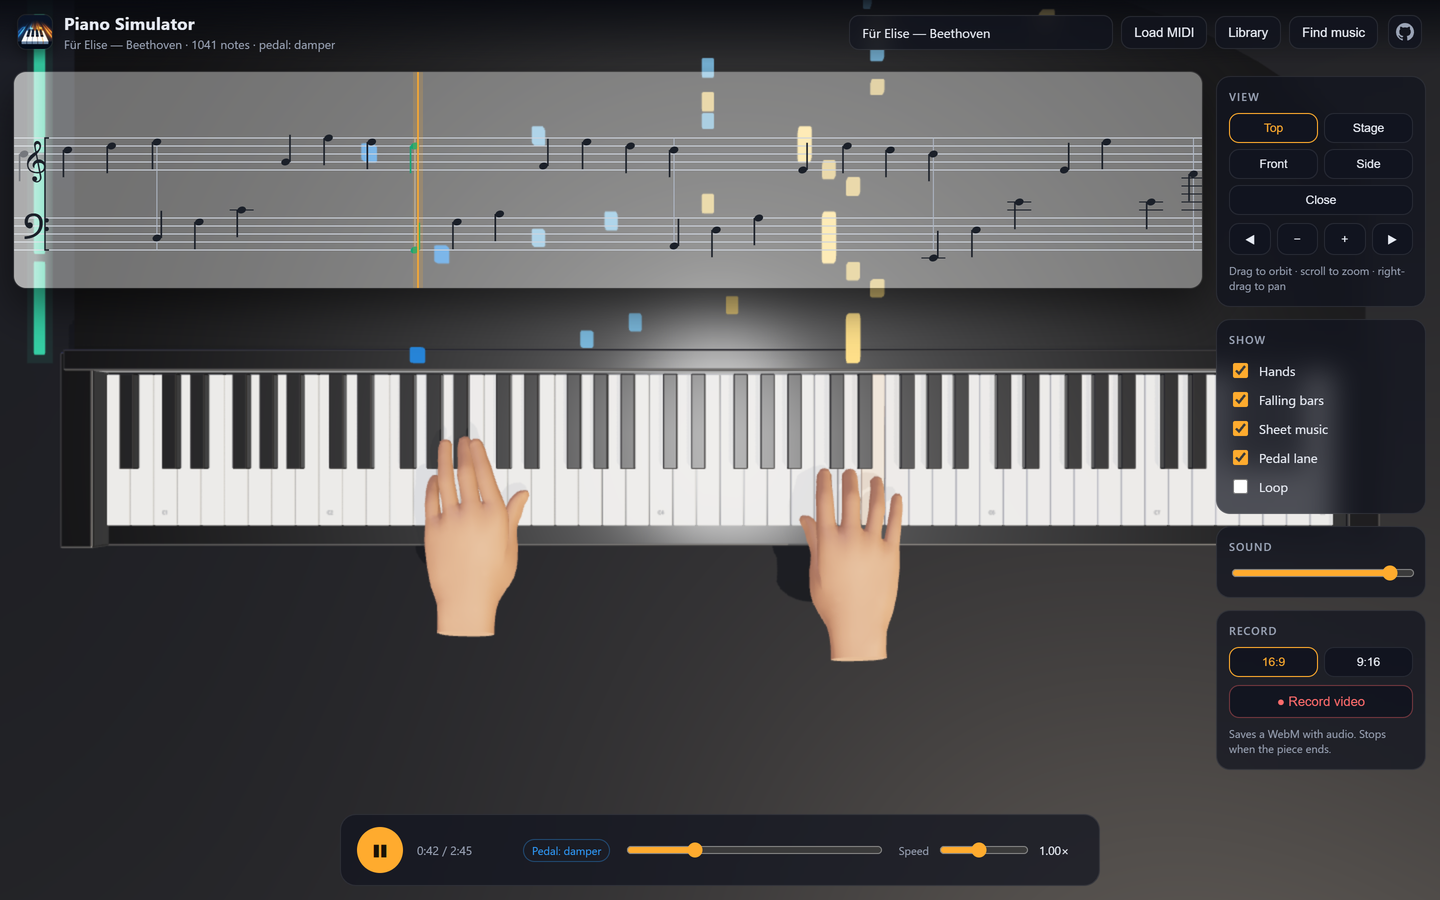 Piano Simulator
Für Elise — Beethoven · 1041 notes · pedal: damper
Für Elise — Beethoven
Load MIDI
Library
Find music
VIEW
Top
Stage
Front
Side
Close
◀ − + ▶
Drag to orbit · scroll to zoom · right-
drag to pan
SHOW
Hands
Falling bars
Sheet music
Pedal lane
Loop
SOUND
RECORD
16:9
9:16
● Record video
Saves a WebM with audio. Stops
when the piece ends.
0:42 / 2:45
Pedal: damper
Speed
1.00×